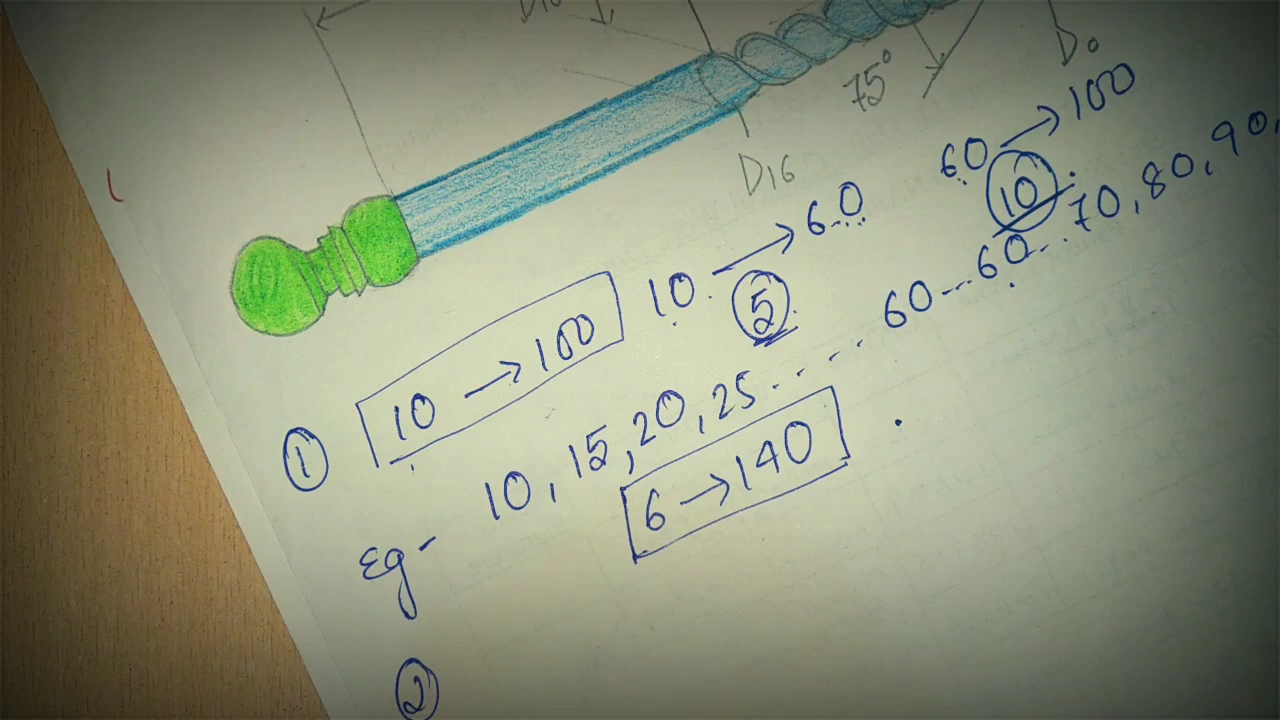 75°
D0
D16
① 10 → 100
10 → 60
5
60 → 100
10
Eg- 10, 15, 20, 25 ..... 60 ... 60 ... 70, 80, 90,
6 → 140
②